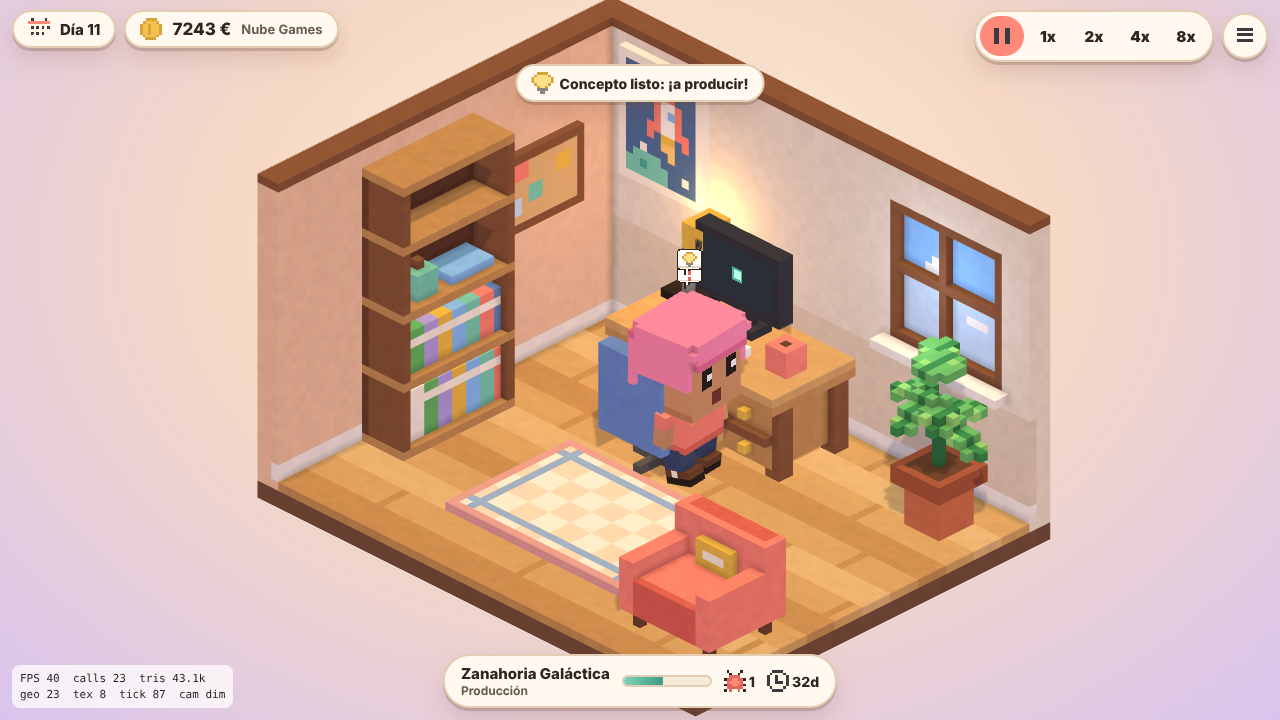 Día 11
7243 € Nube Games
1x 2x 4x 8x
Concepto listo: ¡a producir!
Zanahoria Galáctica
Producción
1
32d
FPS 40 calls 23 tris 43.1k
geo 23 tex 8 tick 87 cam dim